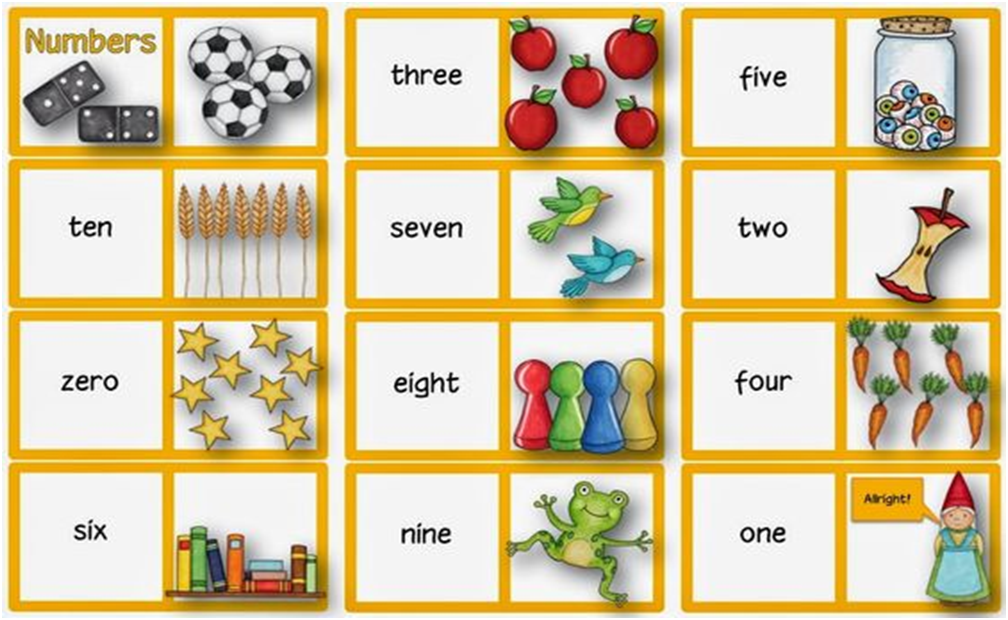 Numbers
three
five
ten
seven
two
zero
eight
four
six
nine
one
Allright!